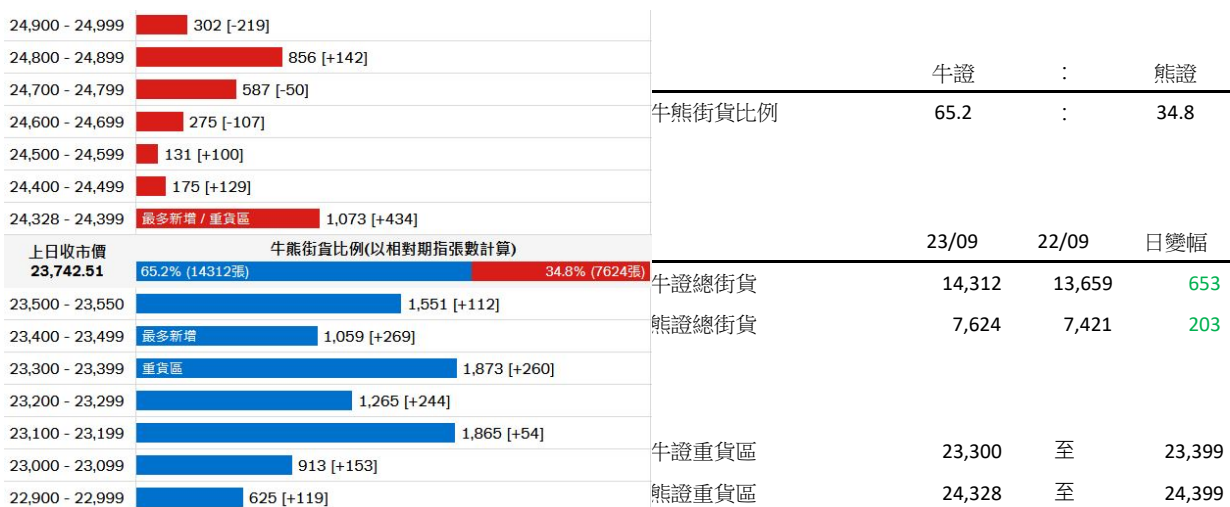 24,900 - 24,999 302 [-219]
24,800 - 24,899 856 [+142]
24,700 - 24,799 587 [-50]
24,600 - 24,699 275 [-107]
24,500 - 24,599 131 [+100]
24,400 - 24,499 175 [+129]
24,328 - 24,399 最多新增 / 重貨區 1,073 [+434]
上日收市價 牛熊街貨比例(以相對期指張數計算)
23,742.51 65.2% (14312張) 34.8% (7624張)
23,500 - 23,550 1,551 [+112]
23,400 - 23,499 最多新增 1,059 [+269]
23,300 - 23,399 重貨區 1,873 [+260]
23,200 - 23,299 1,265 [+244]
23,100 - 23,199 1,865 [+54]
23,000 - 23,099 913 [+153]
22,900 - 22,999 625 [+119]
牛證 : 熊證
牛熊街貨比例 65.2 : 34.8
23/09 22/09 日變幅
牛證總街貨 14,312 13,659 653
熊證總街貨 7,624 7,421 203
牛證重貨區 23,300 至 23,399
熊證重貨區 24,328 至 24,399